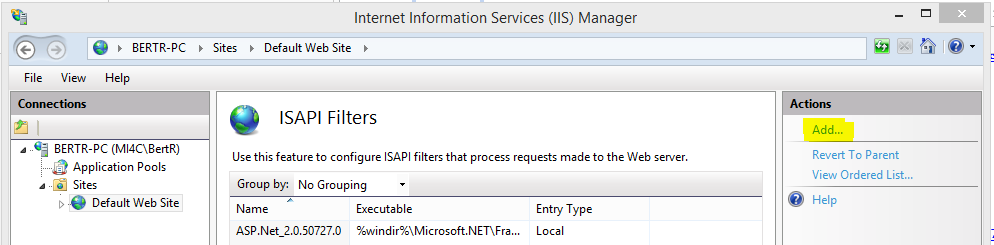 Internet Information Services (IIS) Manager
BERTR-PC Sites Default Web Site
File View Help
Connections
BERTR-PC (MI4C\BertR)
Application Pools
Sites
Default Web Site
ISAPI Filters
Use this feature to configure ISAPI filters that process requests made to the Web server.
Group by: No Grouping
Name Executable Entry Type
ASP.Net_2.0.50727.0 %windir%\Microsoft.NET\Fra... Local
Actions
Add...
Revert To Parent
View Ordered List...
Help